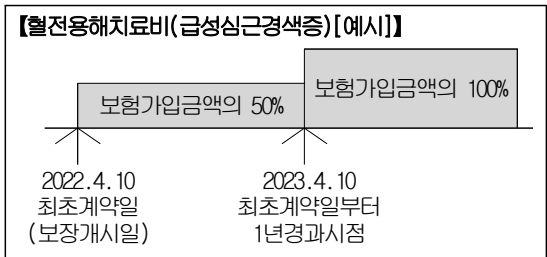 【혈전용해치료비(급성심근경색증)[예시]】
보험가입금액의 50%
보험가입금액의 100%
2022.4.10
최초계약일
(보장개시일)
2023.4.10
최초계약일부터
1년경과시점